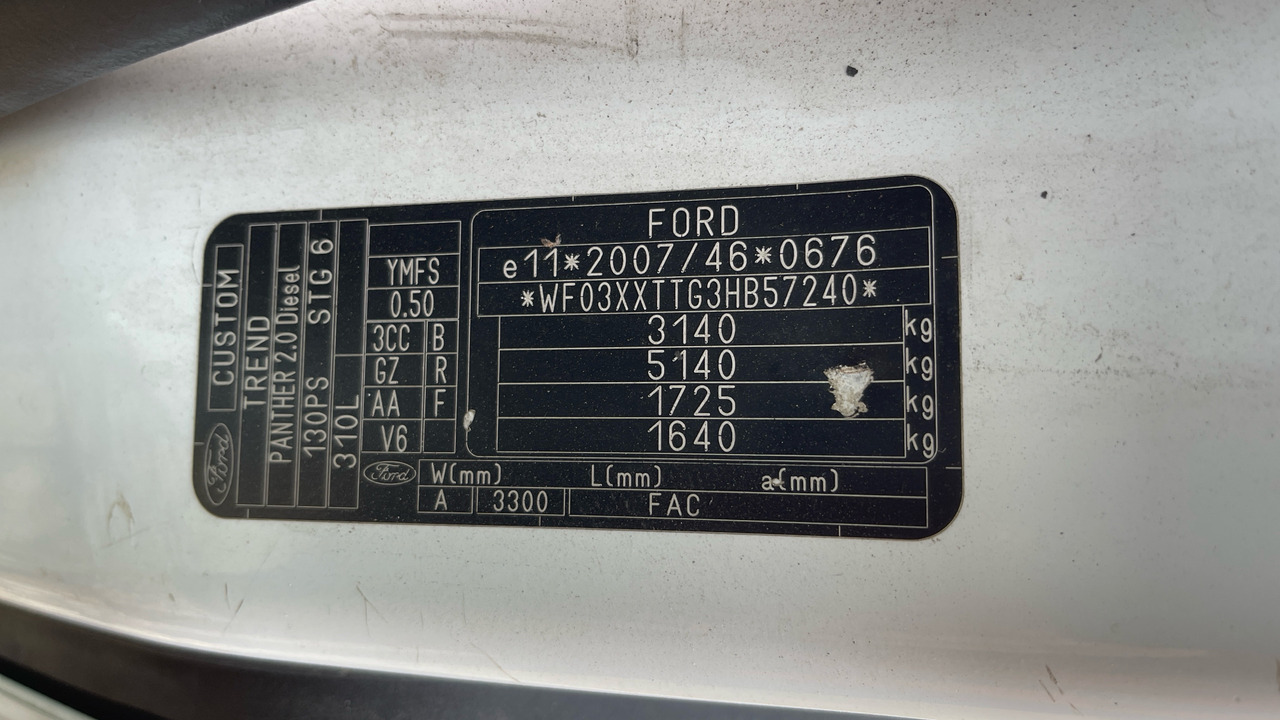 FORD
e11*2007/46*0676
*WF03XXTTG3HB57240*
3140 kg
5140 kg
1725 kg
1640 kg
YMFS
0.50
3CC B
GZ R
AA F
V6
Ford
W(mm) L(mm) a(mm)
A 3300 FAC
Ford CUSTOM
TREND
PANTHER 2.0 Diesel
130PS STG 6
310L